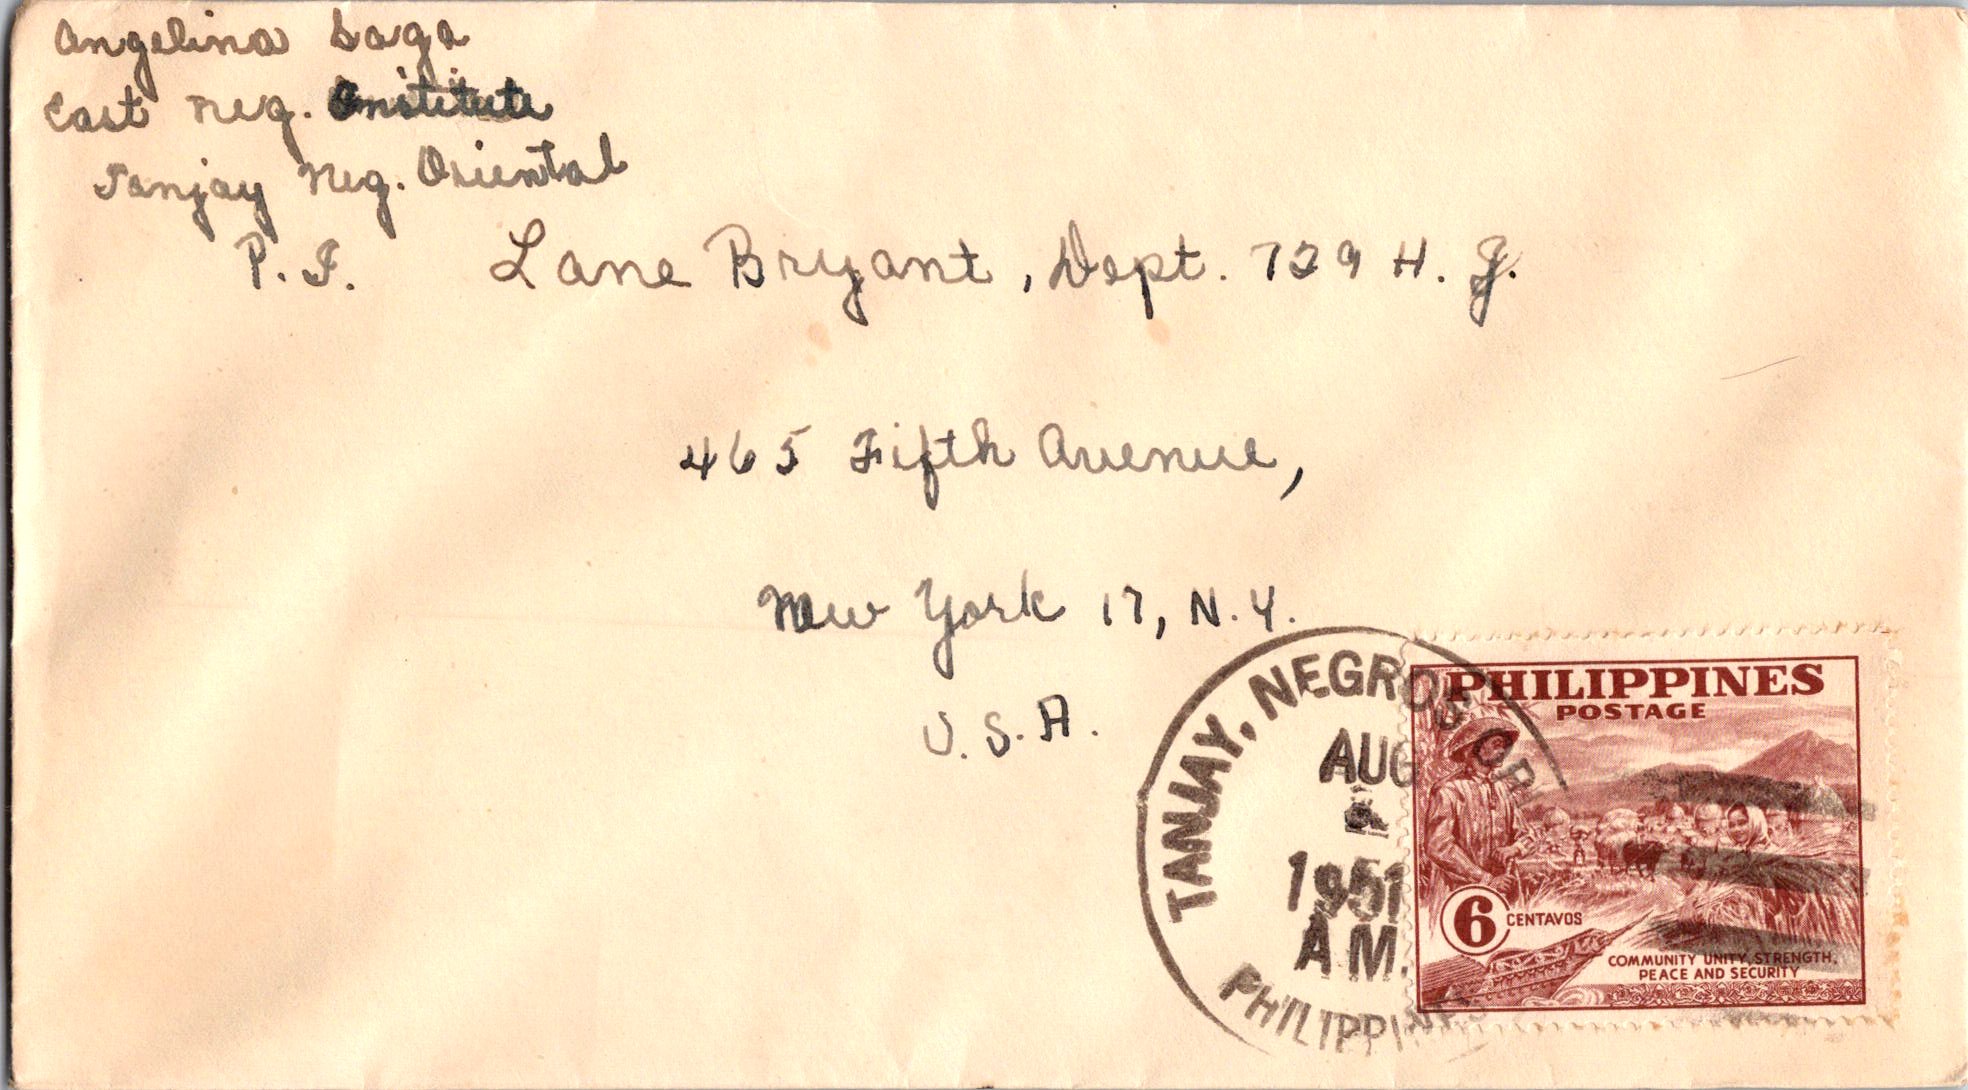 Angelina Saga
East Neg. Institute
Tanjay Neg. Oriental
P. I.
Lane Bryant, Dept. 729 H. J.
465 Fifth Avenue,
New York 17, N.Y.
U.S.A.
TANJAY, NEGROS OR.
AUG
1951
A M.
PHILIPPINES
PHILIPPINES
POSTAGE
6 CENTAVOS
COMMUNITY UNITY, STRENGTH,
PEACE AND SECURITY